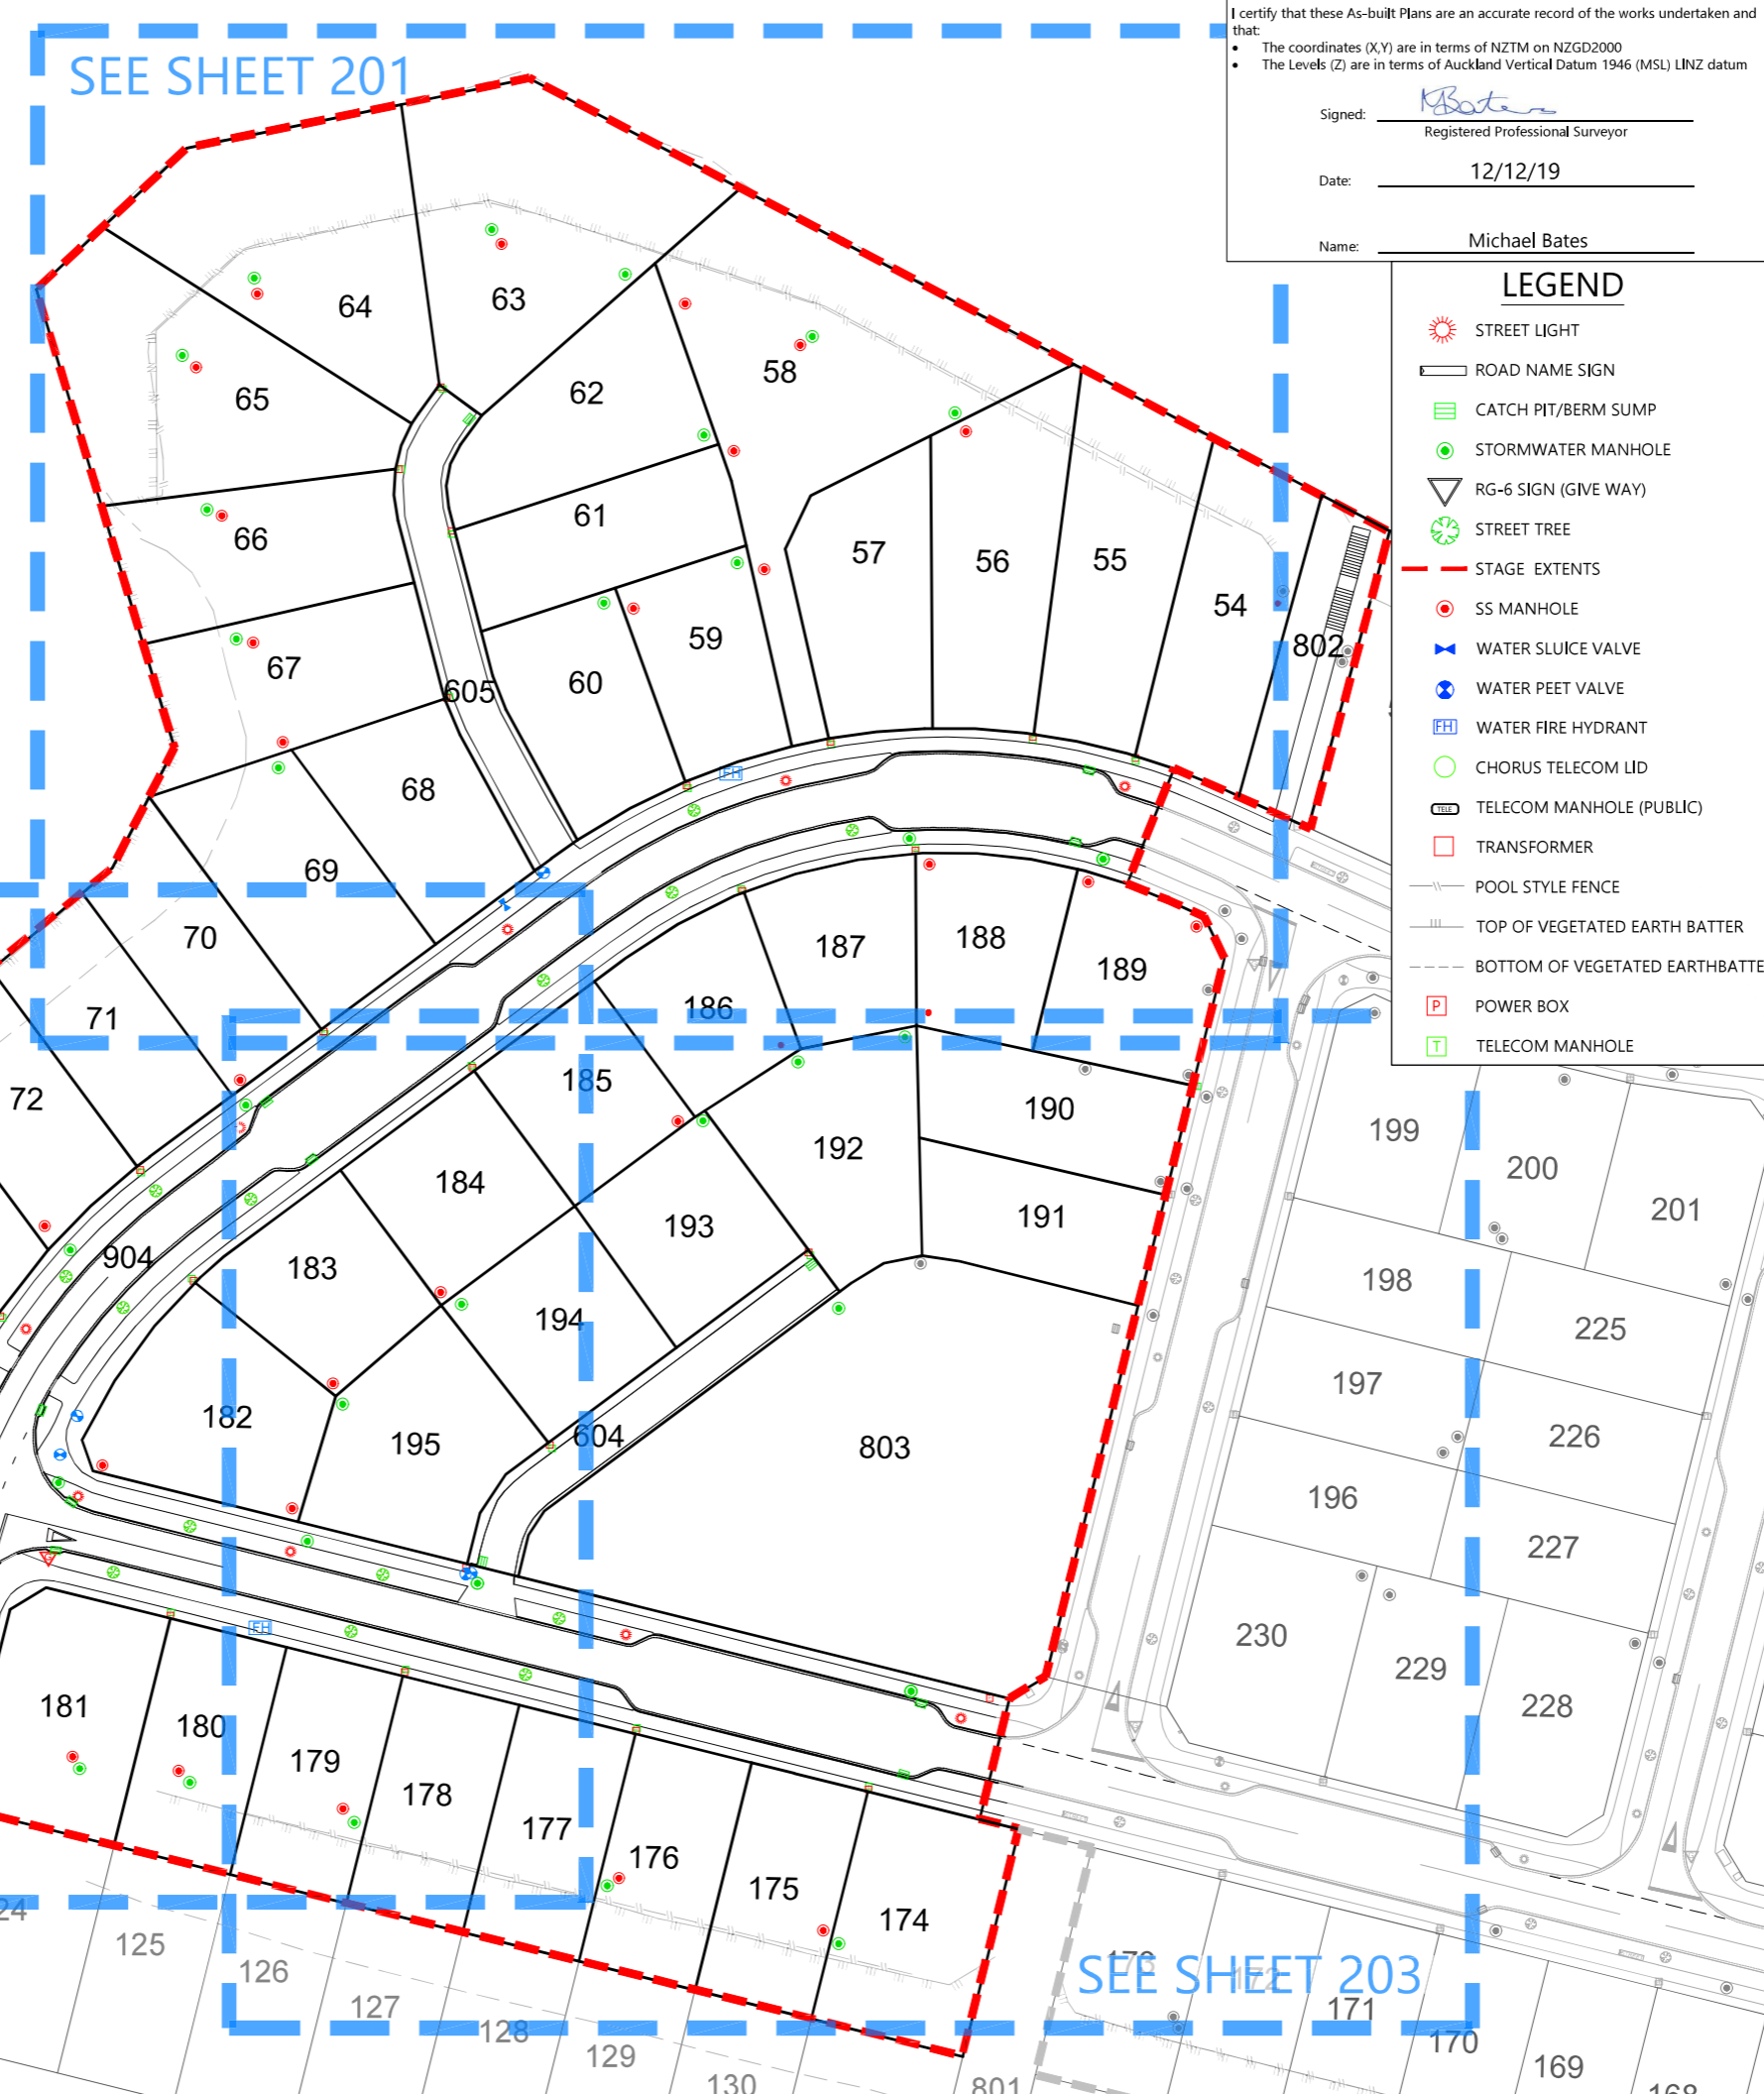 I certify that these As-built Plans are an accurate record of the works undertaken and
that:
• The coordinates (X,Y) are in terms of NZTM on NZGD2000
• The Levels (Z) are in terms of Auckland Vertical Datum 1946 (MSL) LINZ datum
Signed: MBates
Registered Professional Surveyor
Date: 12/12/19
Name: Michael Bates
LEGEND
STREET LIGHT
ROAD NAME SIGN
CATCH PIT/BERM SUMP
STORMWATER MANHOLE
RG-6 SIGN (GIVE WAY)
STREET TREE
STAGE EXTENTS
SS MANHOLE
WATER SLUICE VALVE
WATER PEET VALVE
FH WATER FIRE HYDRANT
CHORUS TELECOM LID
TELE TELECOM MANHOLE (PUBLIC)
TRANSFORMER
POOL STYLE FENCE
TOP OF VEGETATED EARTH BATTER
BOTTOM OF VEGETATED EARTHBATTE
P POWER BOX
T TELECOM MANHOLE
SEE SHEET 201
64
63
58
62
65
61
66
57
56
55
54
59
802
67
60
605
68
FH
69
70
187
188
189
186
71
72
185
190
192
184
191
193
904
183
194
182
195
604
803
199
200
201
198
225
197
226
196
227
230
229
228
FH
181
180
179
178
177
176
175
174
24
125
126
127
128
129
130
801
SEE SHEET 203
173
172
171
170
169
168